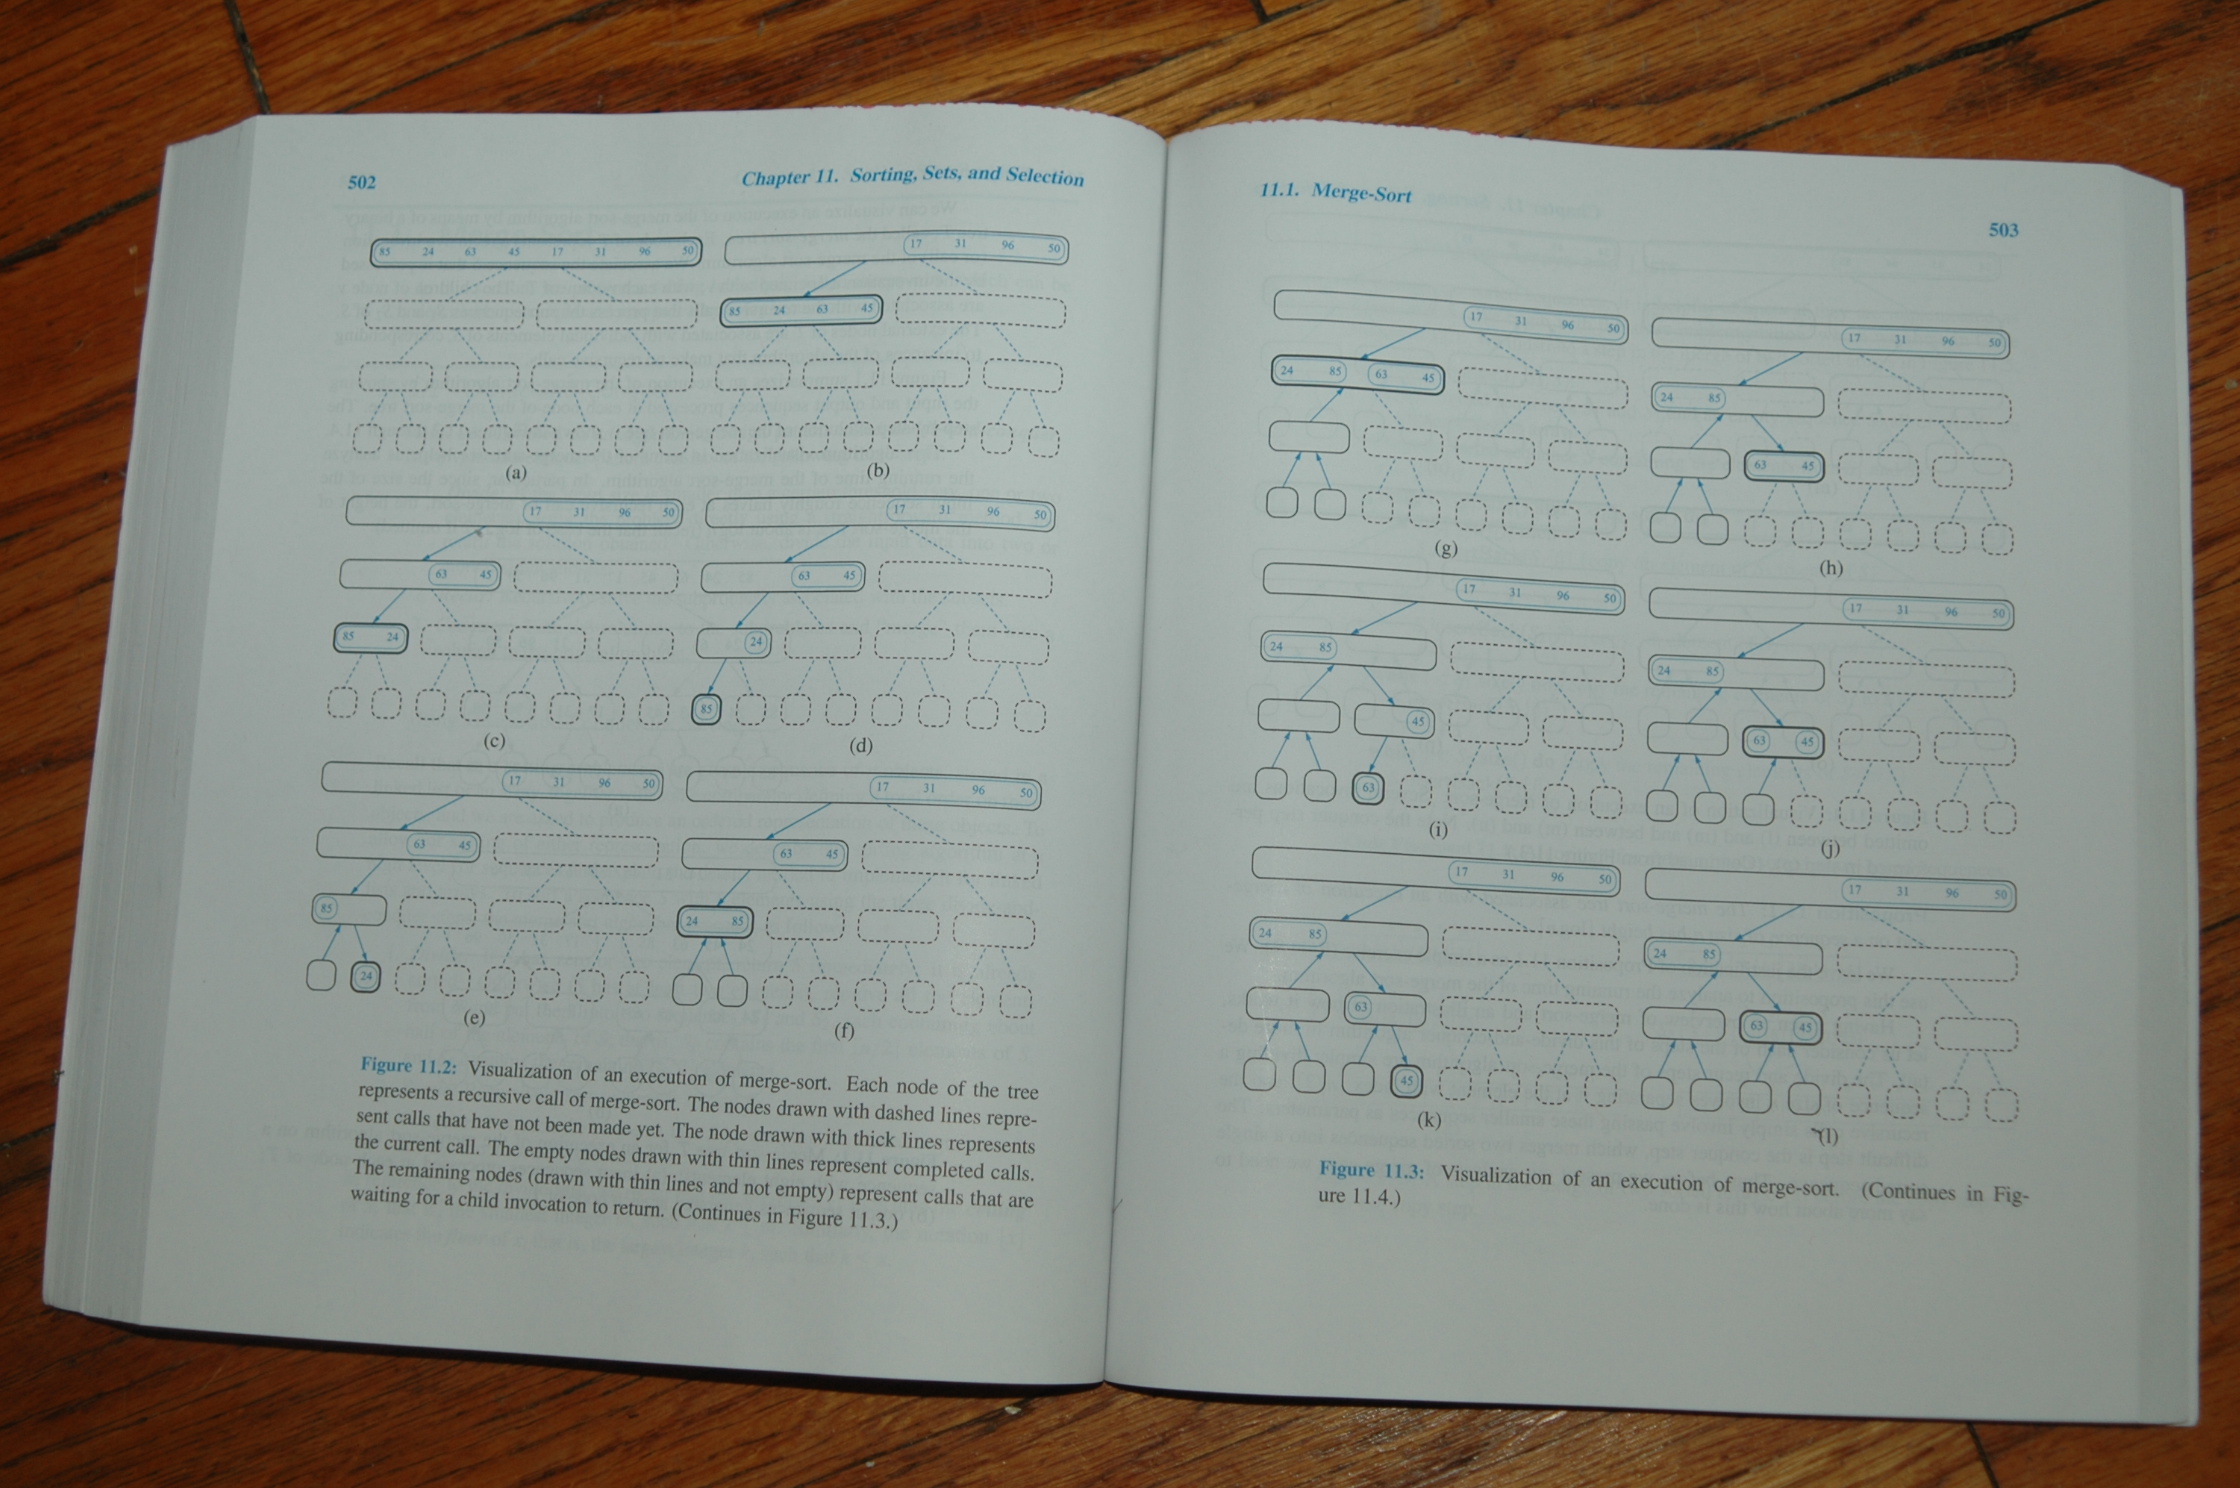 502
Chapter 11. Sorting, Sets, and Selection
85 24 63 45 17 31 96 50
17 31 96 50
85 24 63 45
(a)
(b)
17 31 96 50
17 31 96 50
63 45
63 45
85 24
24
85
(c)
(d)
17 31 96 50
17 31 96 50
63 45
63 45
85
24 85
24
(e)
(f)
Figure 11.2: Visualization of an execution of merge-sort. Each node of the tree
represents a recursive call of merge-sort. The nodes drawn with dashed lines repre-
sent calls that have not been made yet. The node drawn with thick lines represents
the current call. The empty nodes drawn with thin lines represent completed calls.
The remaining nodes (drawn with thin lines and not empty) represent calls that are
waiting for a child invocation to return. (Continues in Figure 11.3.)
11.1. Merge-Sort
503
17 31 96 50
17 31 96 50
24 85 63 45
24 85
63 45
(g)
(h)
17 31 96 50
17 31 96 50
24 85
24 85
45
63 45
63
(i)
(j)
17 31 96 50
17 31 96 50
24 85
24 85
63
63 45
45
(k)
(l)
Figure 11.3: Visualization of an execution of merge-sort. (Continues in Fig-
ure 11.4.)